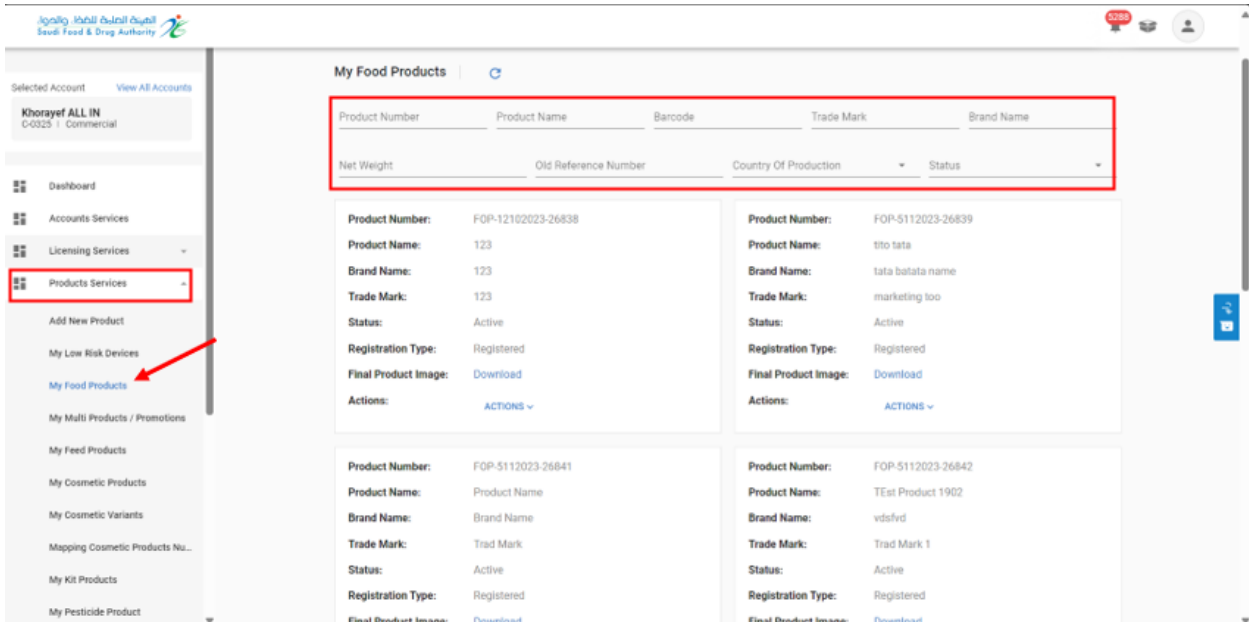 الهيئة العامة للغذاء والدواء
Saudi Food & Drug Authority
5288
Selected Account View All Accounts
Khorayef ALL IN
C-0325 | Commercial
Dashboard
Accounts Services
Licensing Services
Products Services
Add New Product
My Low Risk Devices
My Food Products
My Multi Products / Promotions
My Feed Products
My Cosmetic Products
My Cosmetic Variants
Mapping Cosmetic Products Nu...
My Kit Products
My Pesticide Product
My Food Products
Product Number Product Name Barcode Trade Mark Brand Name
Net Weight Old Reference Number Country Of Production Status
Product Number: FOP-12102023-26838
Product Name: 123
Brand Name: 123
Trade Mark: 123
Status: Active
Registration Type: Registered
Final Product Image: Download
Actions: ACTIONS
Product Number: FOP-5112023-26839
Product Name: tito tata
Brand Name: tata batata name
Trade Mark: marketing too
Status: Active
Registration Type: Registered
Final Product Image: Download
Actions: ACTIONS
Product Number: FOP-5112023-26841
Product Name: Product Name
Brand Name: Brand Name
Trade Mark: Trad Mark
Status: Active
Registration Type: Registered
Final Product Image: Download
Product Number: FOP-5112023-26842
Product Name: TEst Product 1902
Brand Name: vdsfvd
Trade Mark: Trad Mark 1
Status: Active
Registration Type: Registered
Final Product Image: Download